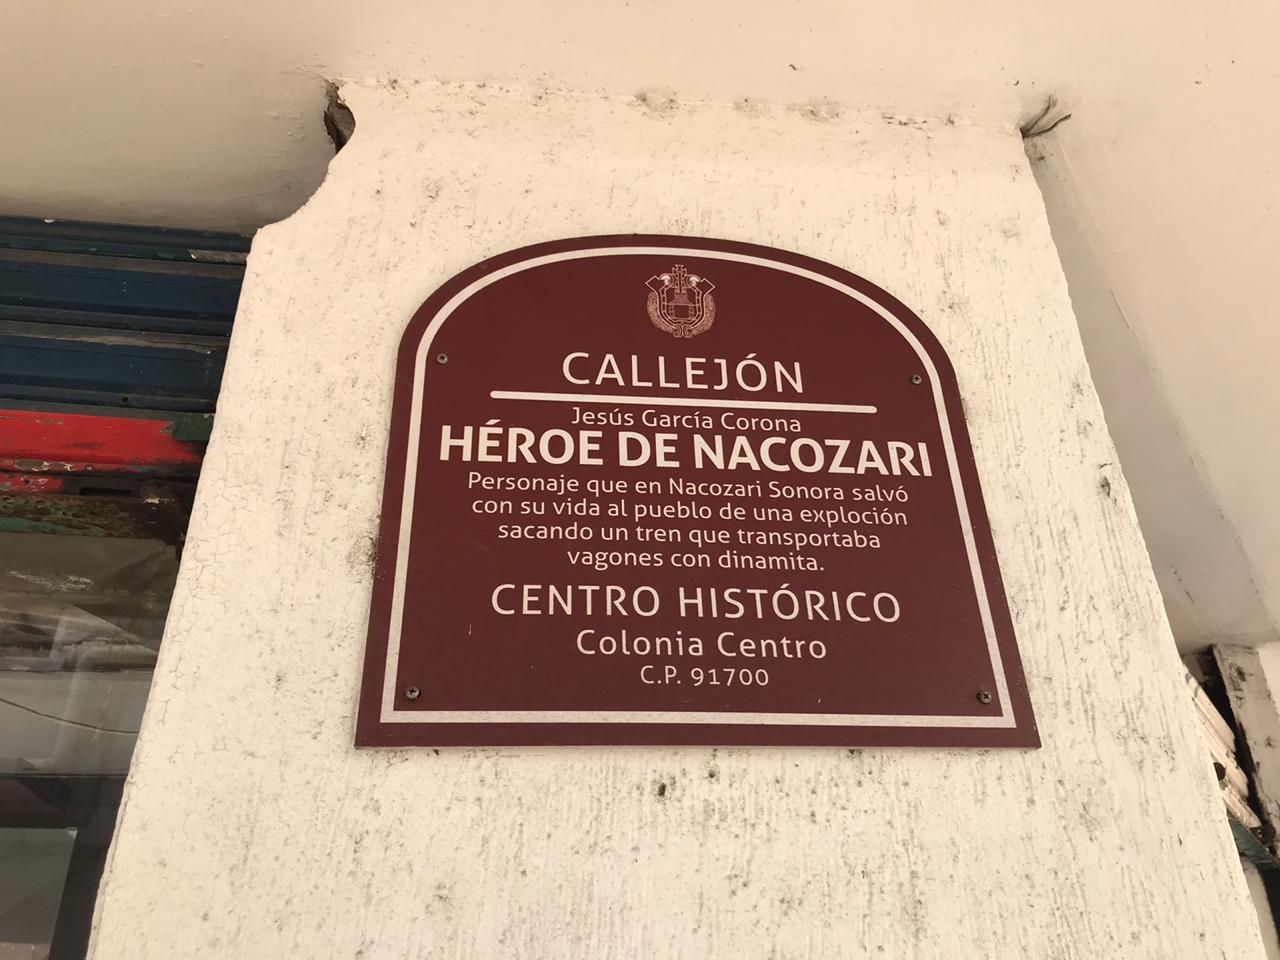 CALLEJÓN
Jesús García Corona
HÉROE DE NACOZARI
Personaje que en Nacozari Sonora salvó
con su vida al pueblo de una exploción
sacando un tren que transportaba
vagones con dinamita.
CENTRO HISTÓRICO
Colonia Centro
C.P. 91700